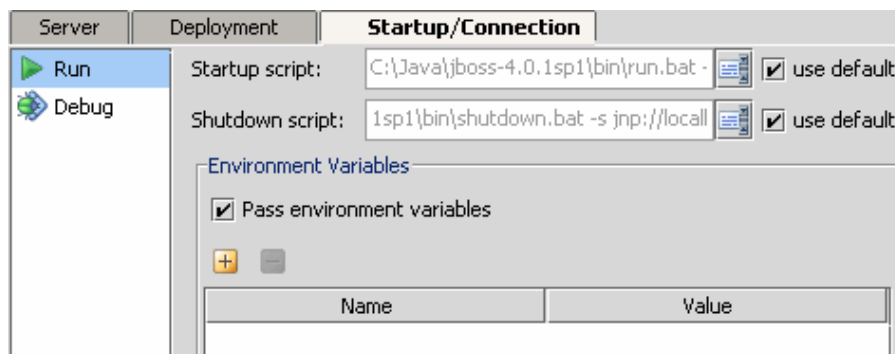 Server Deployment Startup/Connection
Run Startup script: C:\Java\jboss-4.0.1sp1\bin\run.bat - use default
Debug
Shutdown script: 1sp1\bin\shutdown.bat -s jnp://locall use default
Environment Variables
Pass environment variables
Name Value